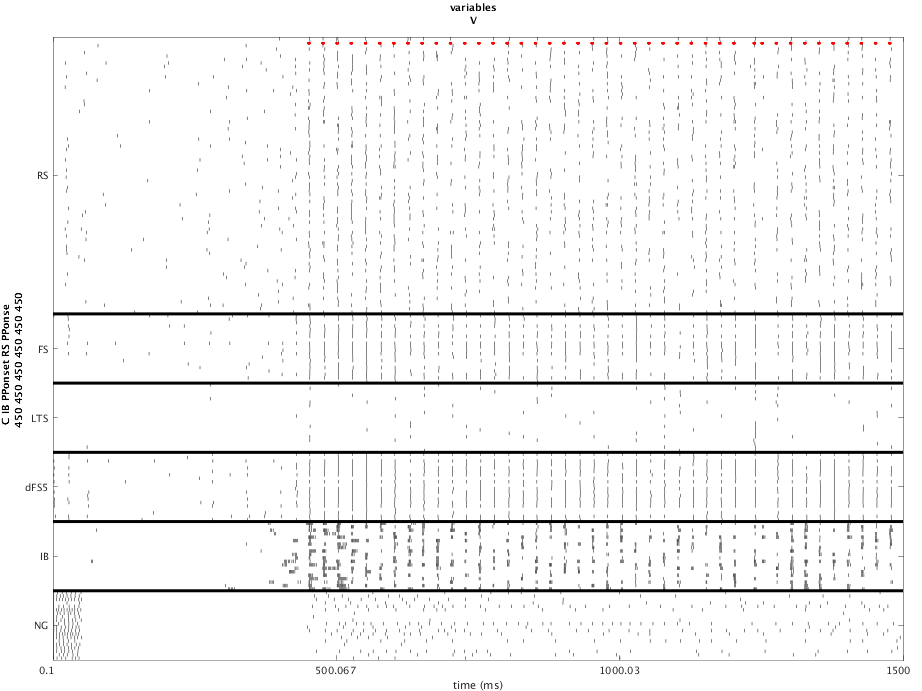 variables
V
C IB PPonset RS PPonse
450 450 450 450 450 450
RS
FS
LTS
dFS5
IB
NG
0.1
500.067
1000.03
1500
time (ms)